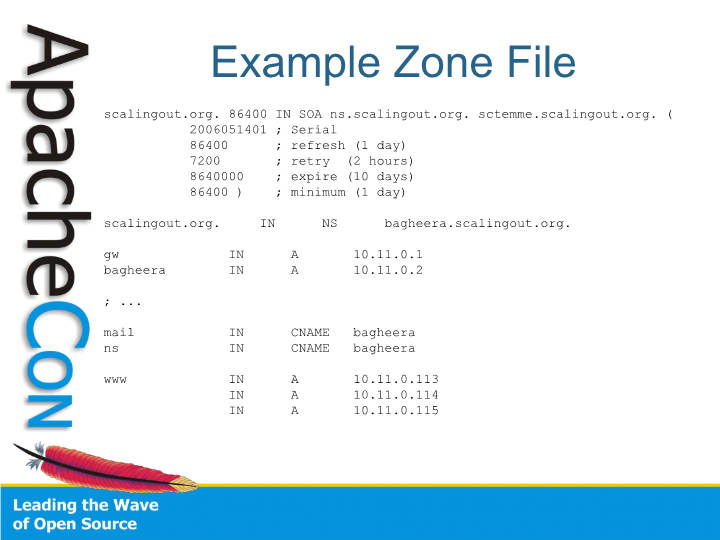 ApacheCon
Example Zone File
scalingout.org. 86400 IN SOA ns.scalingout.org. sctemme.scalingout.org. (
2006051401 ; Serial
86400 ; refresh (1 day)
7200 ; retry (2 hours)
8640000 ; expire (10 days)
86400 ) ; minimum (1 day)
scalingout.org. IN NS bagheera.scalingout.org.
gw IN A 10.11.0.1
bagheera IN A 10.11.0.2
; ...
mail IN CNAME bagheera
ns IN CNAME bagheera
www IN A 10.11.0.113
IN A 10.11.0.114
IN A 10.11.0.115
Leading the Wave
of Open Source